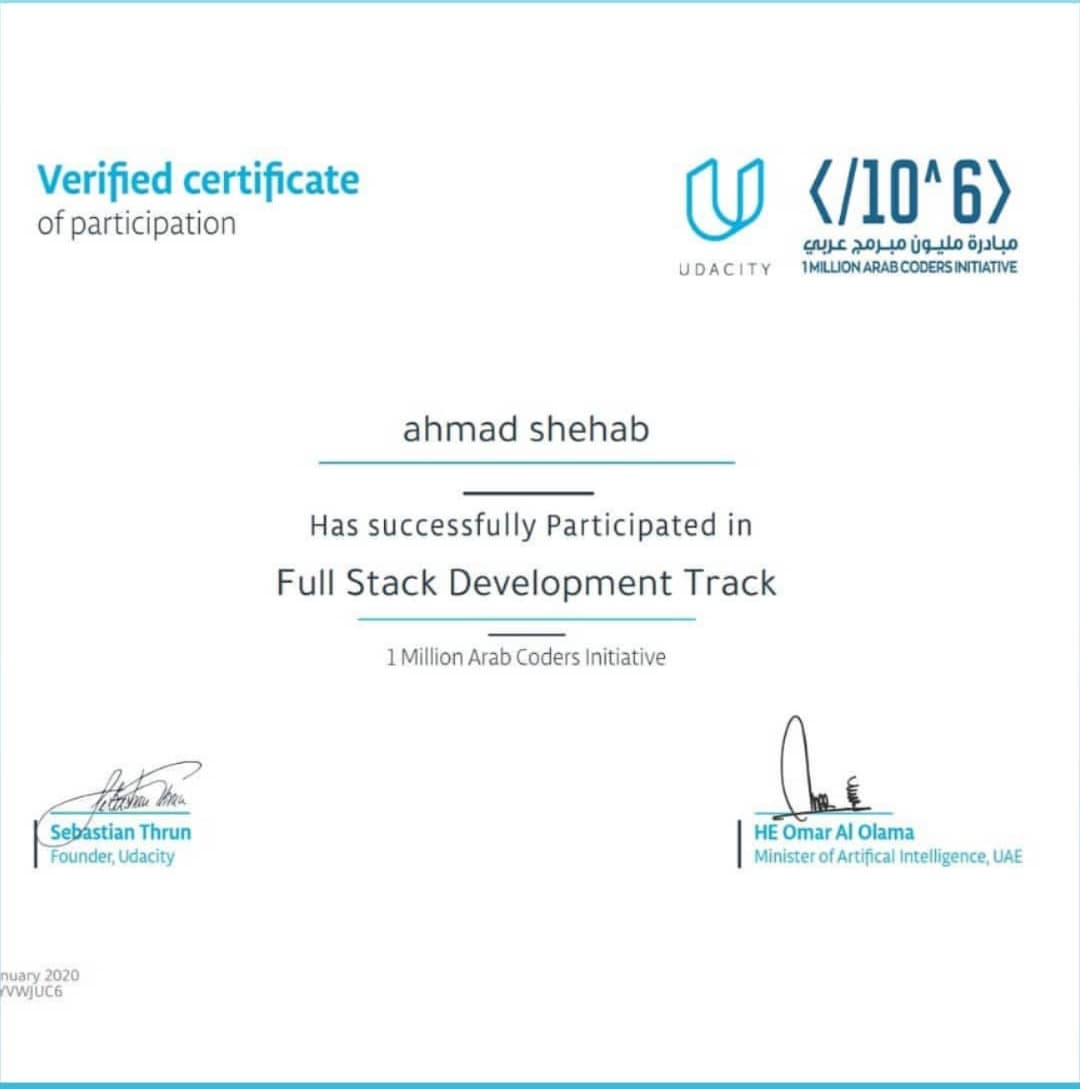 Verified certificate
of participation
UDACITY
</10^6>
مبادرة مليون مبرمج عربي
1 MILLION ARAB CODERS INITIATIVE
ahmad shehab
Has successfully Participated in
Full Stack Development Track
1 Million Arab Coders Initiative
Sebastian Thrun
Founder, Udacity
HE Omar Al Olama
Minister of Artifical Intelligence, UAE
nuary 2020
VWJUC6